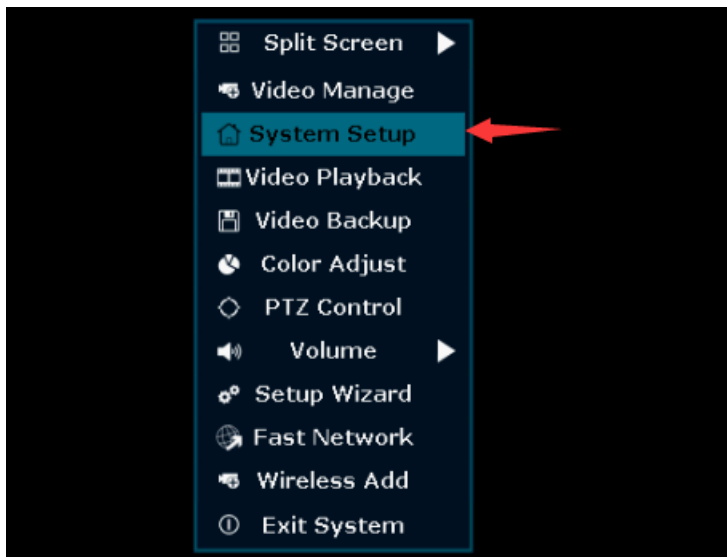 Split Screen
Video Manage
System Setup
Video Playback
Video Backup
Color Adjust
PTZ Control
Volume
Setup Wizard
Fast Network
Wireless Add
Exit System